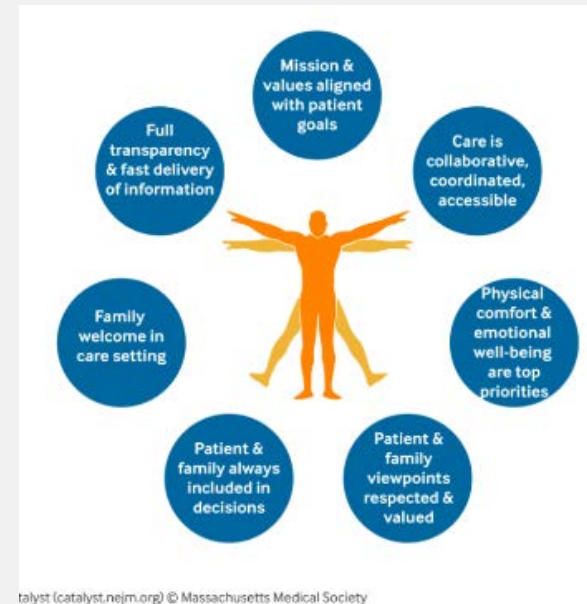 Mission &
values aligned
with patient
goals
Care is
collaborative,
coordinated,
accessible
Physical
comfort &
emotional
well-being
are top
priorities
Patient &
family
viewpoints
respected &
valued
Patient &
family always
included in
decisions
Family
welcome in
care setting
Full
transparency
& fast delivery
of information
talyst (catalyst.nejm.org) © Massachusetts Medical Society